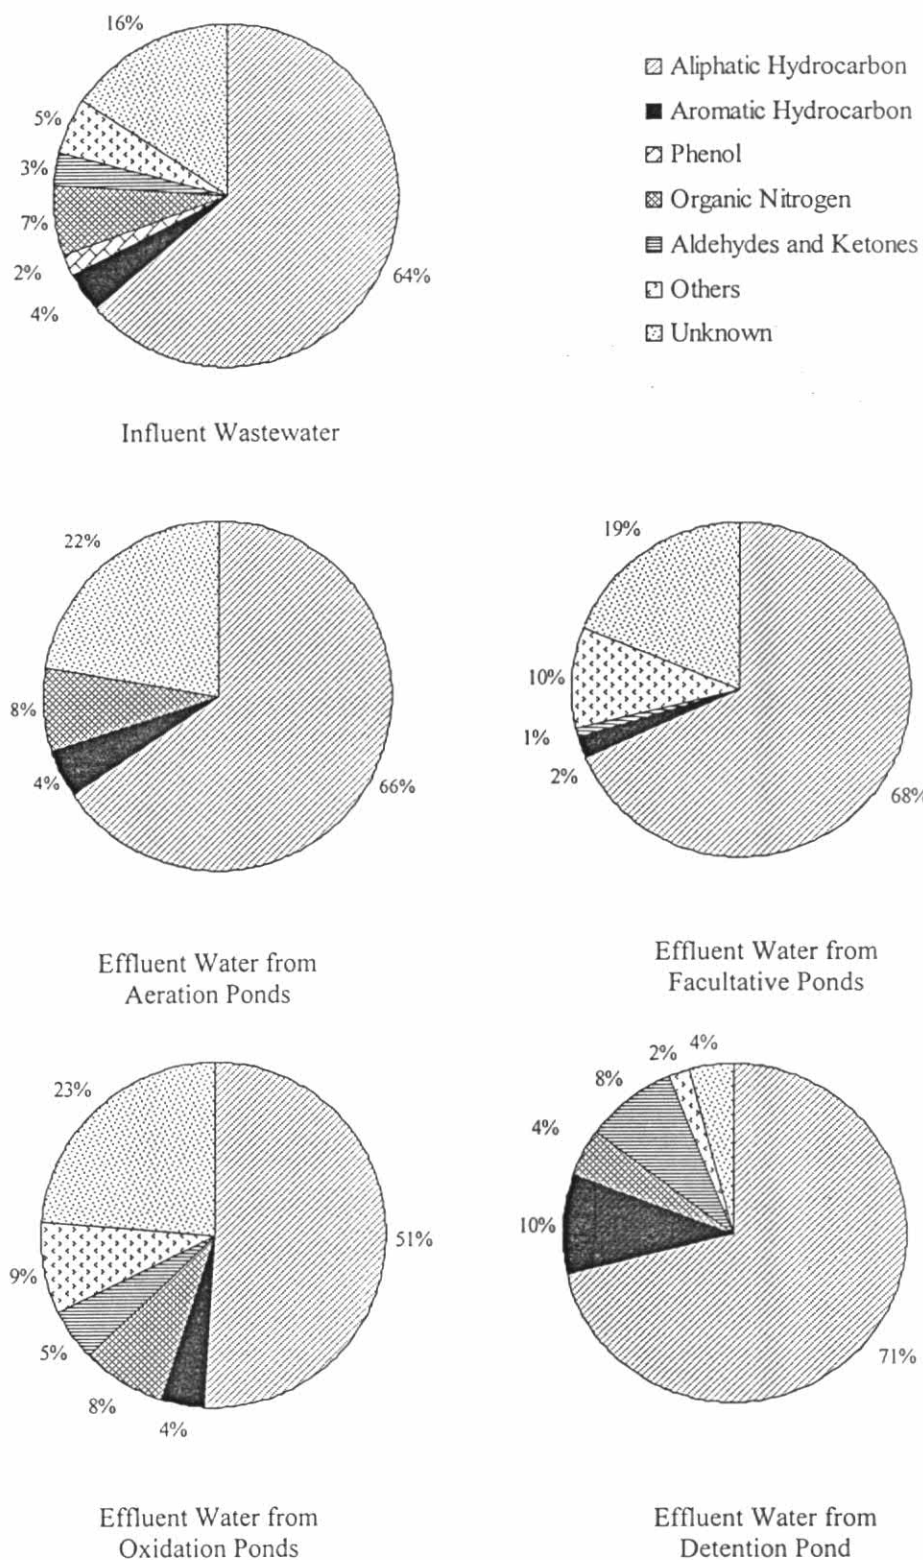 16%
5%
3%
7%
2%
4%
64%
Aliphatic Hydrocarbon
Aromatic Hydrocarbon
Phenol
Organic Nitrogen
Aldehydes and Ketones
Others
Unknown
Influent Wastewater
22%
8%
4%
66%
Effluent Water from
Aeration Ponds
19%
10%
1%
2%
68%
Effluent Water from
Facultative Ponds
23%
9%
5%
8%
4%
51%
Effluent Water from
Oxidation Ponds
2%
4%
8%
4%
10%
71%
Effluent Water from
Detention Pond